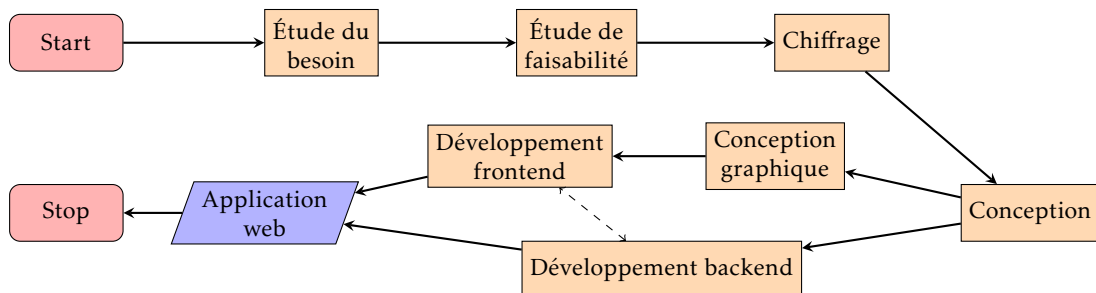 Start
Étude du
besoin
Étude de
faisabilité
Chiffrage
Développement
frontend
Conception
graphique
Conception
Application
web
Stop
Développement backend